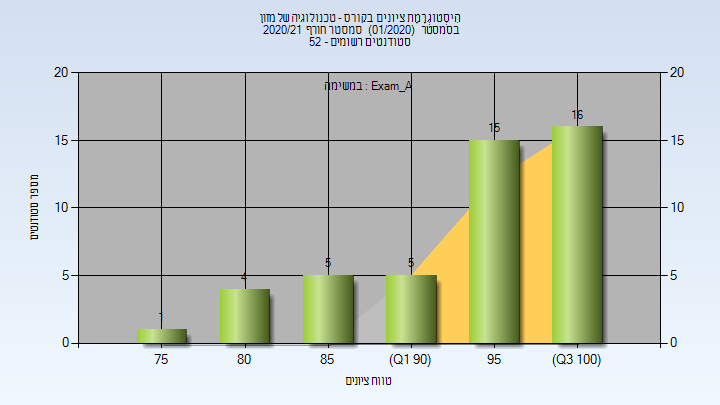 היסטוגרמת ציונים בקורס - טכנולוגיה של מזון
בסמסטר (01/2020) סמסטר חורף 2020/21
סטודנטים רשומים - 52
במשימה : Exam_A
20 20
15 15
10 10
5 5
0 0
1 4 5 5 15 16
מספר סטודנטים
75 80 85 (Q1 90) 95 (Q3 100)
טווח ציונים